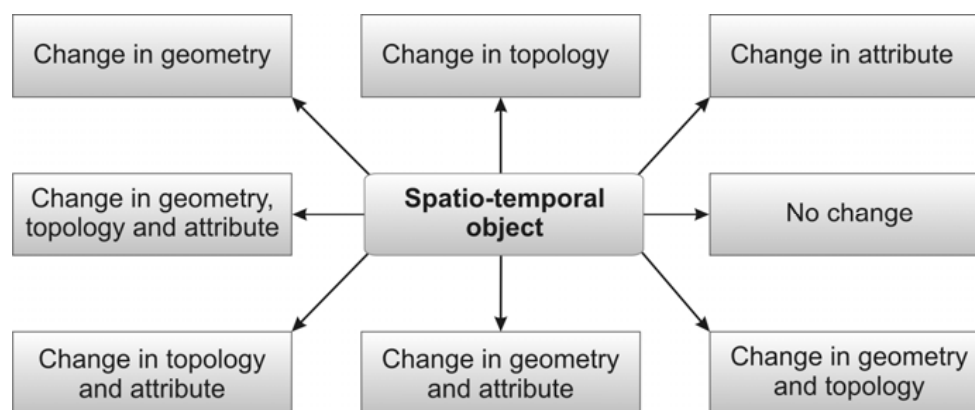 Change in geometry
Change in topology
Change in attribute
Change in geometry,
topology and attribute
Spatio-temporal
object
No change
Change in topology
and attribute
Change in geometry
and attribute
Change in geometry
and topology